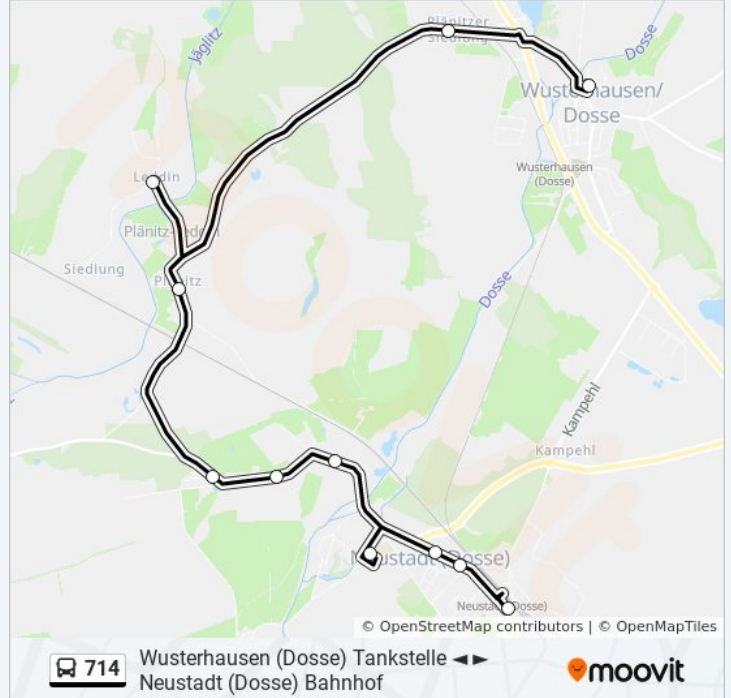 Plänitzer
Siedlung
Jäglitz
Dosse
Wusterhausen/
Dosse
Wusterhausen
(Dosse)
Leddin
Plänitz-Leddin
Siedlung
Plänitz
Dosse
Kampehl
Kampehl
Neustadt (Dosse)
Neustadt (Dosse)
© OpenStreetMap contributors | © OpenMapTiles
714
Wusterhausen (Dosse) Tankstelle ◄►
Neustadt (Dosse) Bahnhof
moovit